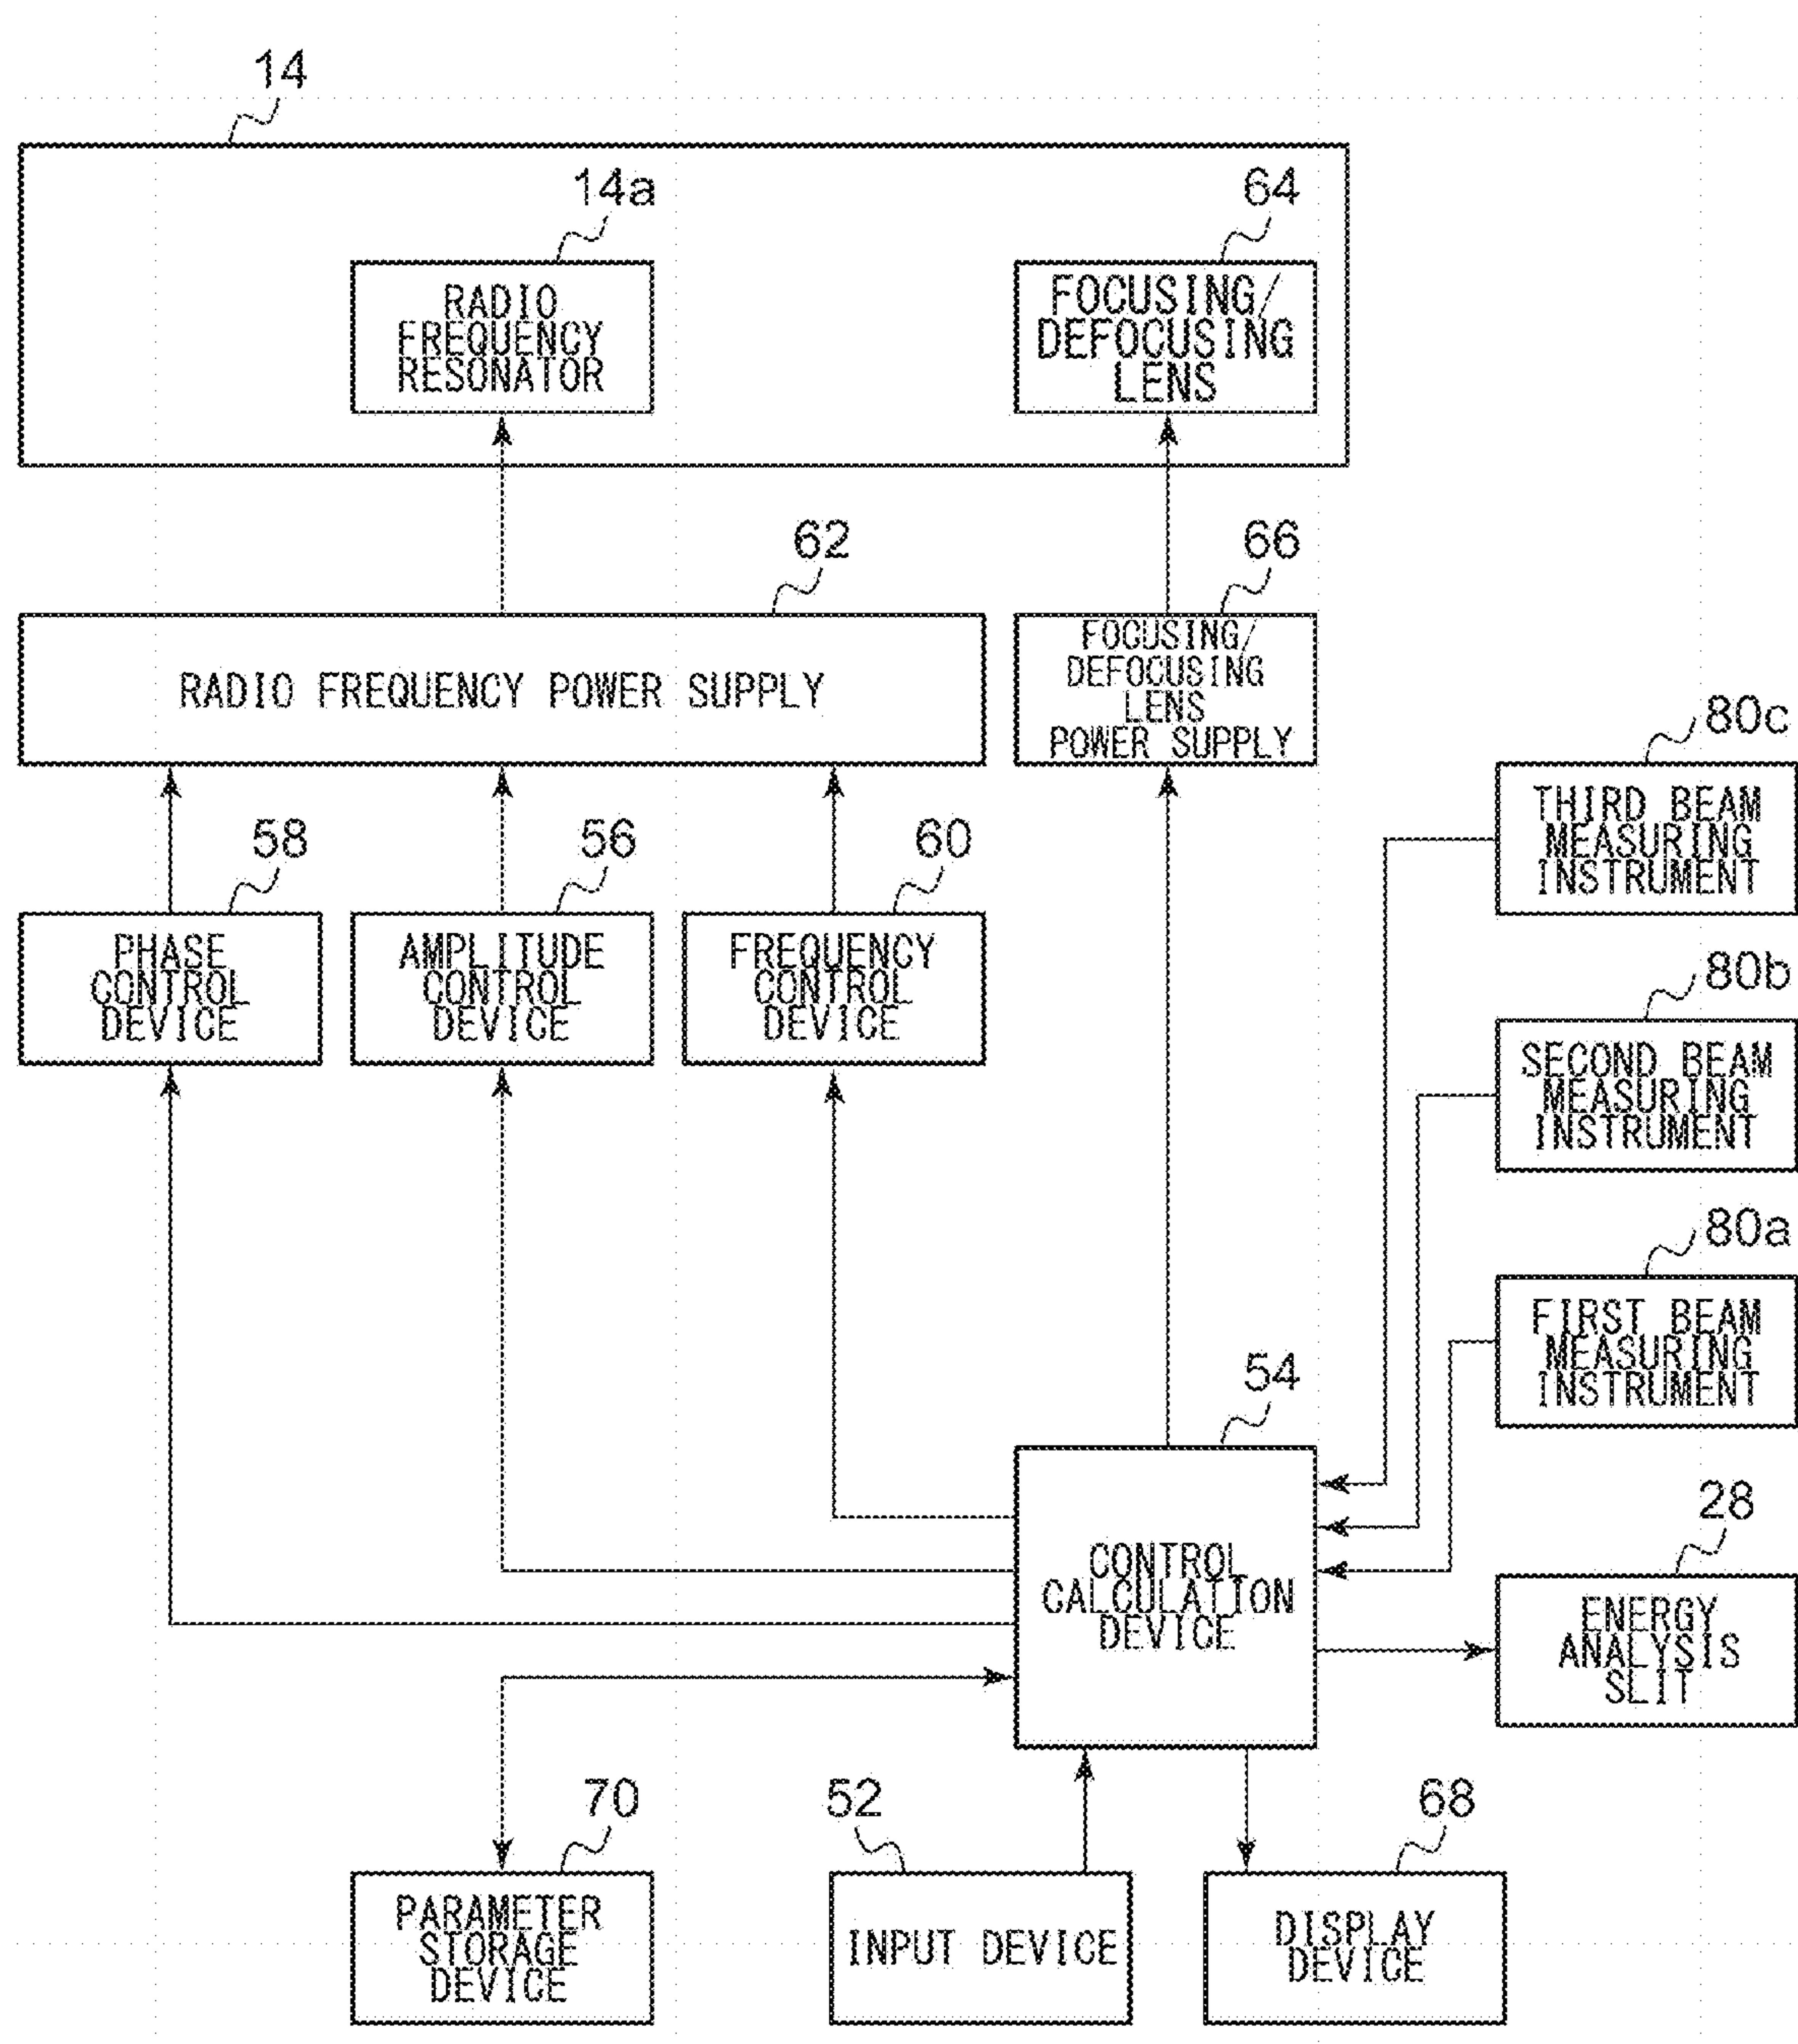 14
14a
RADIO
FREQUENCY
RESONATOR
64
FOCUSING/
DEFOCUSING
LENS
62
RADIO FREQUENCY POWER SUPPLY
66
FOCUSING/
DEFOCUSING
LENS
POWER SUPPLY
58
PHASE
CONTROL
DEVICE
56
AMPLITUDE
CONTROL
DEVICE
60
FREQUENCY
CONTROL
DEVICE
80c
THIRD BEAM
MEASURING
INSTRUMENT
80b
SECOND BEAM
MEASURING
INSTRUMENT
80a
FIRST BEAM
MEASURING
INSTRUMENT
54
CONTROL
CALCULATION
DEVICE
28
ENERGY
ANALYSIS
SLIT
70
PARAMETER
STORAGE
DEVICE
52
INPUT DEVICE
68
DISPLAY
DEVICE